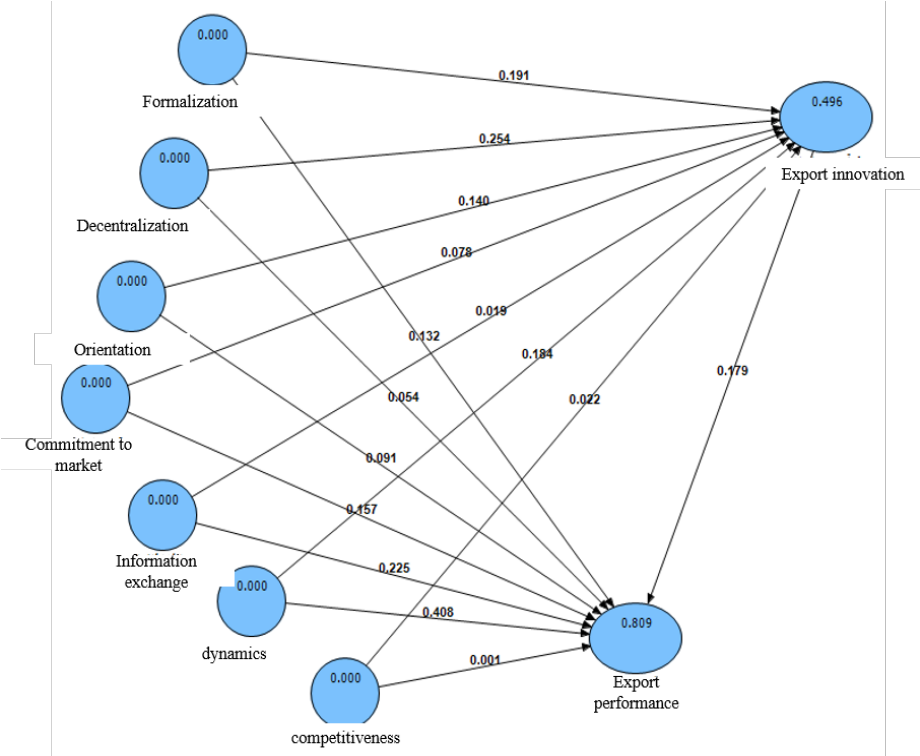 0.000
Formalization
0.191
0.496
Export innovation
0.000
Decentralization
0.254
0.140
0.078
0.000
Orientation
0.019
0.132
0.184
0.179
0.000
Commitment to
market
0.054
0.022
0.091
0.157
0.000
Information
exchange
0.225
0.000
dynamics
0.408
0.809
Export
performance
0.001
0.000
competitiveness